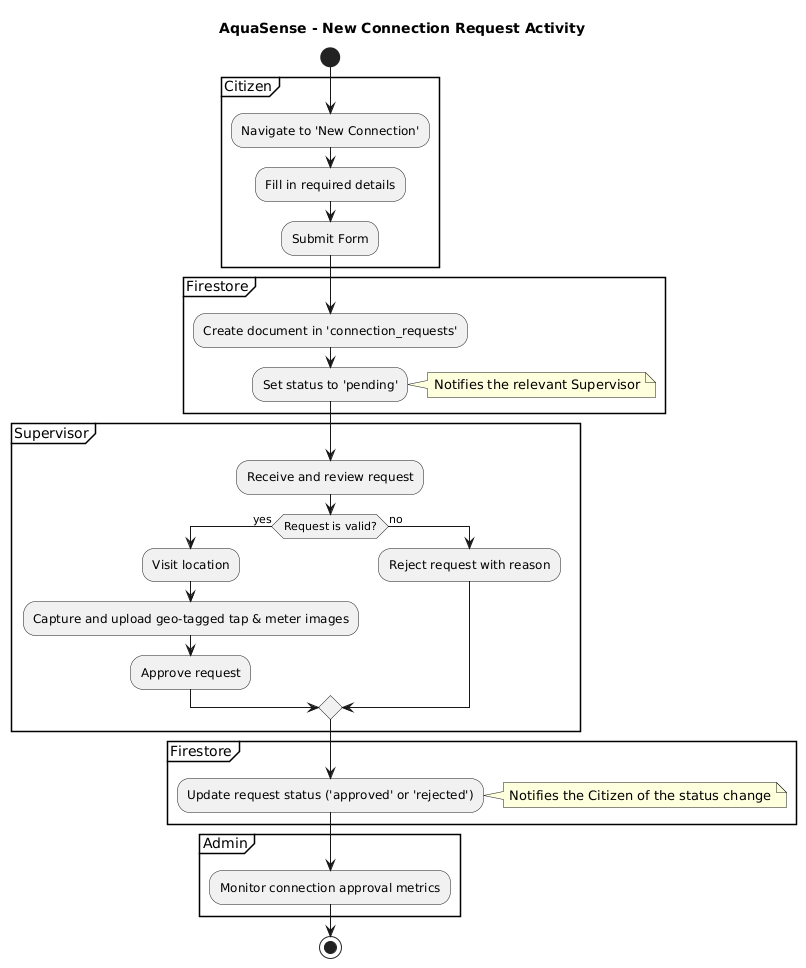 AquaSense - New Connection Request Activity
Citizen
Navigate to 'New Connection'
Fill in required details
Submit Form
Firestore
Create document in 'connection_requests'
Set status to 'pending'
Notifies the relevant Supervisor
Supervisor
Receive and review request
yes
Request is valid?
no
Visit location
Reject request with reason
Capture and upload geo-tagged tap & meter images
Approve request
Firestore
Update request status ('approved' or 'rejected')
Notifies the Citizen of the status change
Admin
Monitor connection approval metrics